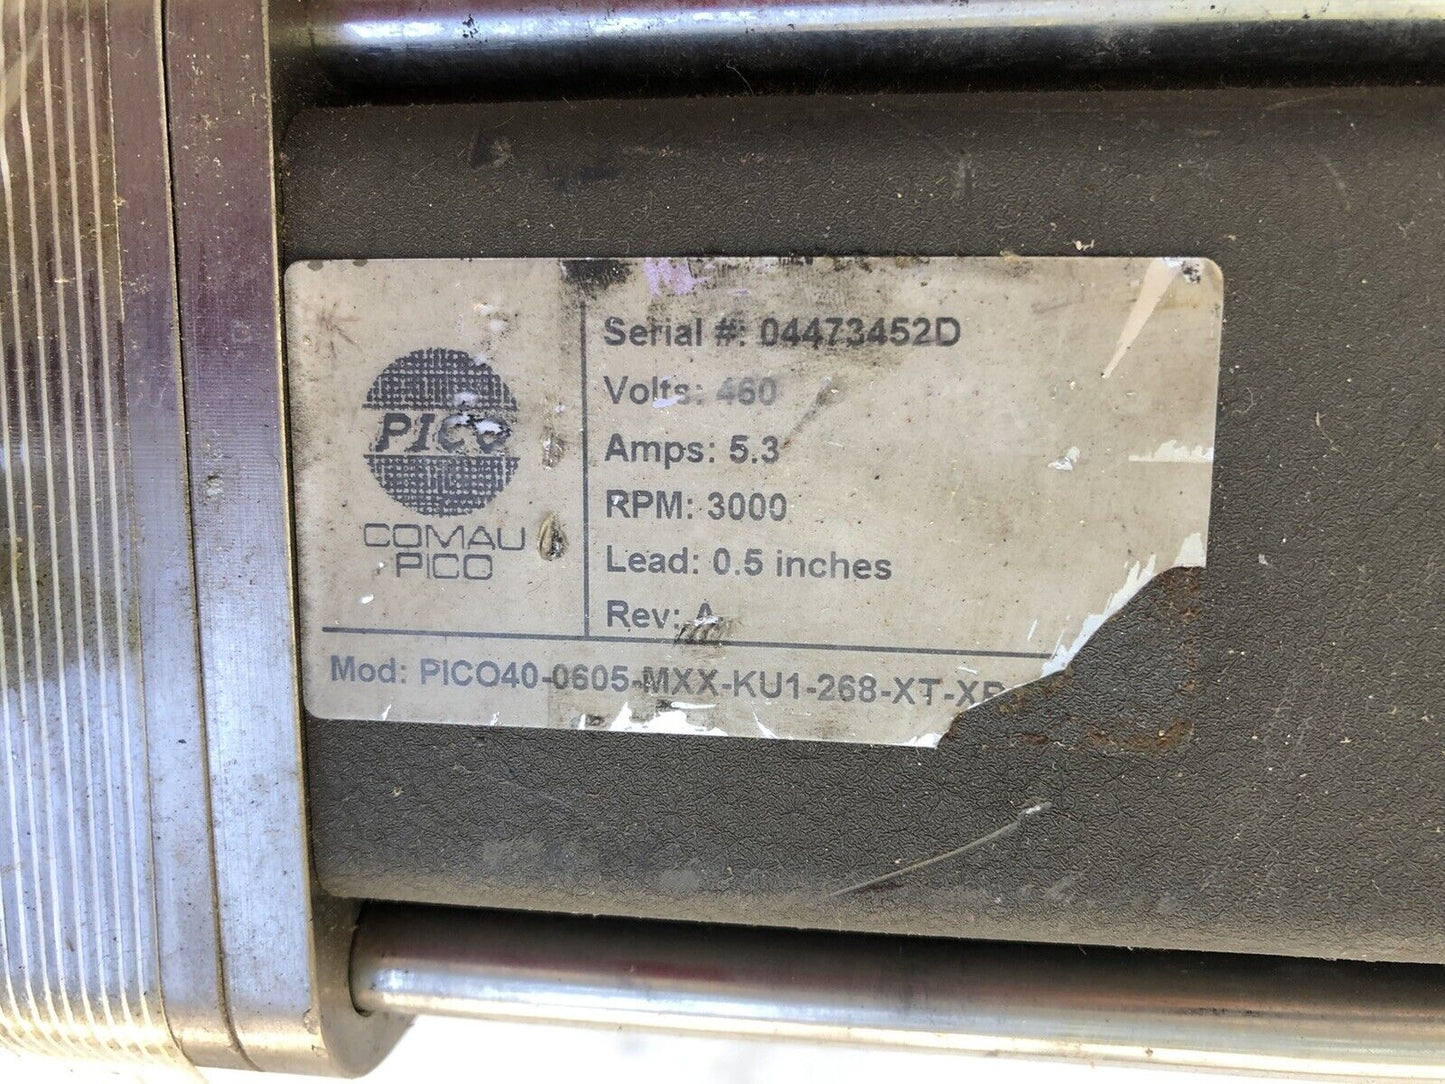 PICO
COMAU
PICO
Serial #: 04473452D
Volts: 460
Amps: 5.3
RPM: 3000
Lead: 0.5 inches
Rev: A
Mod: PICO40-0605-MXX-KU1-268-XT-XP